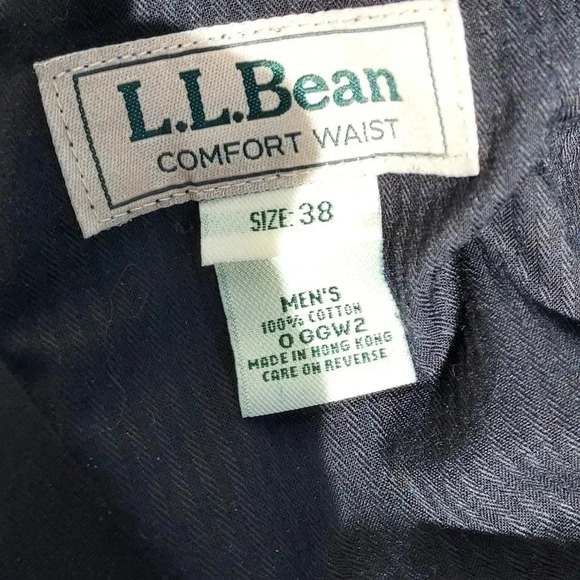 L.L.Bean
COMFORT WAIST
SIZE: 38
MEN'S
100% COTTON
0 GGW2
MADE IN HONG KONG
CARE ON REVERSE